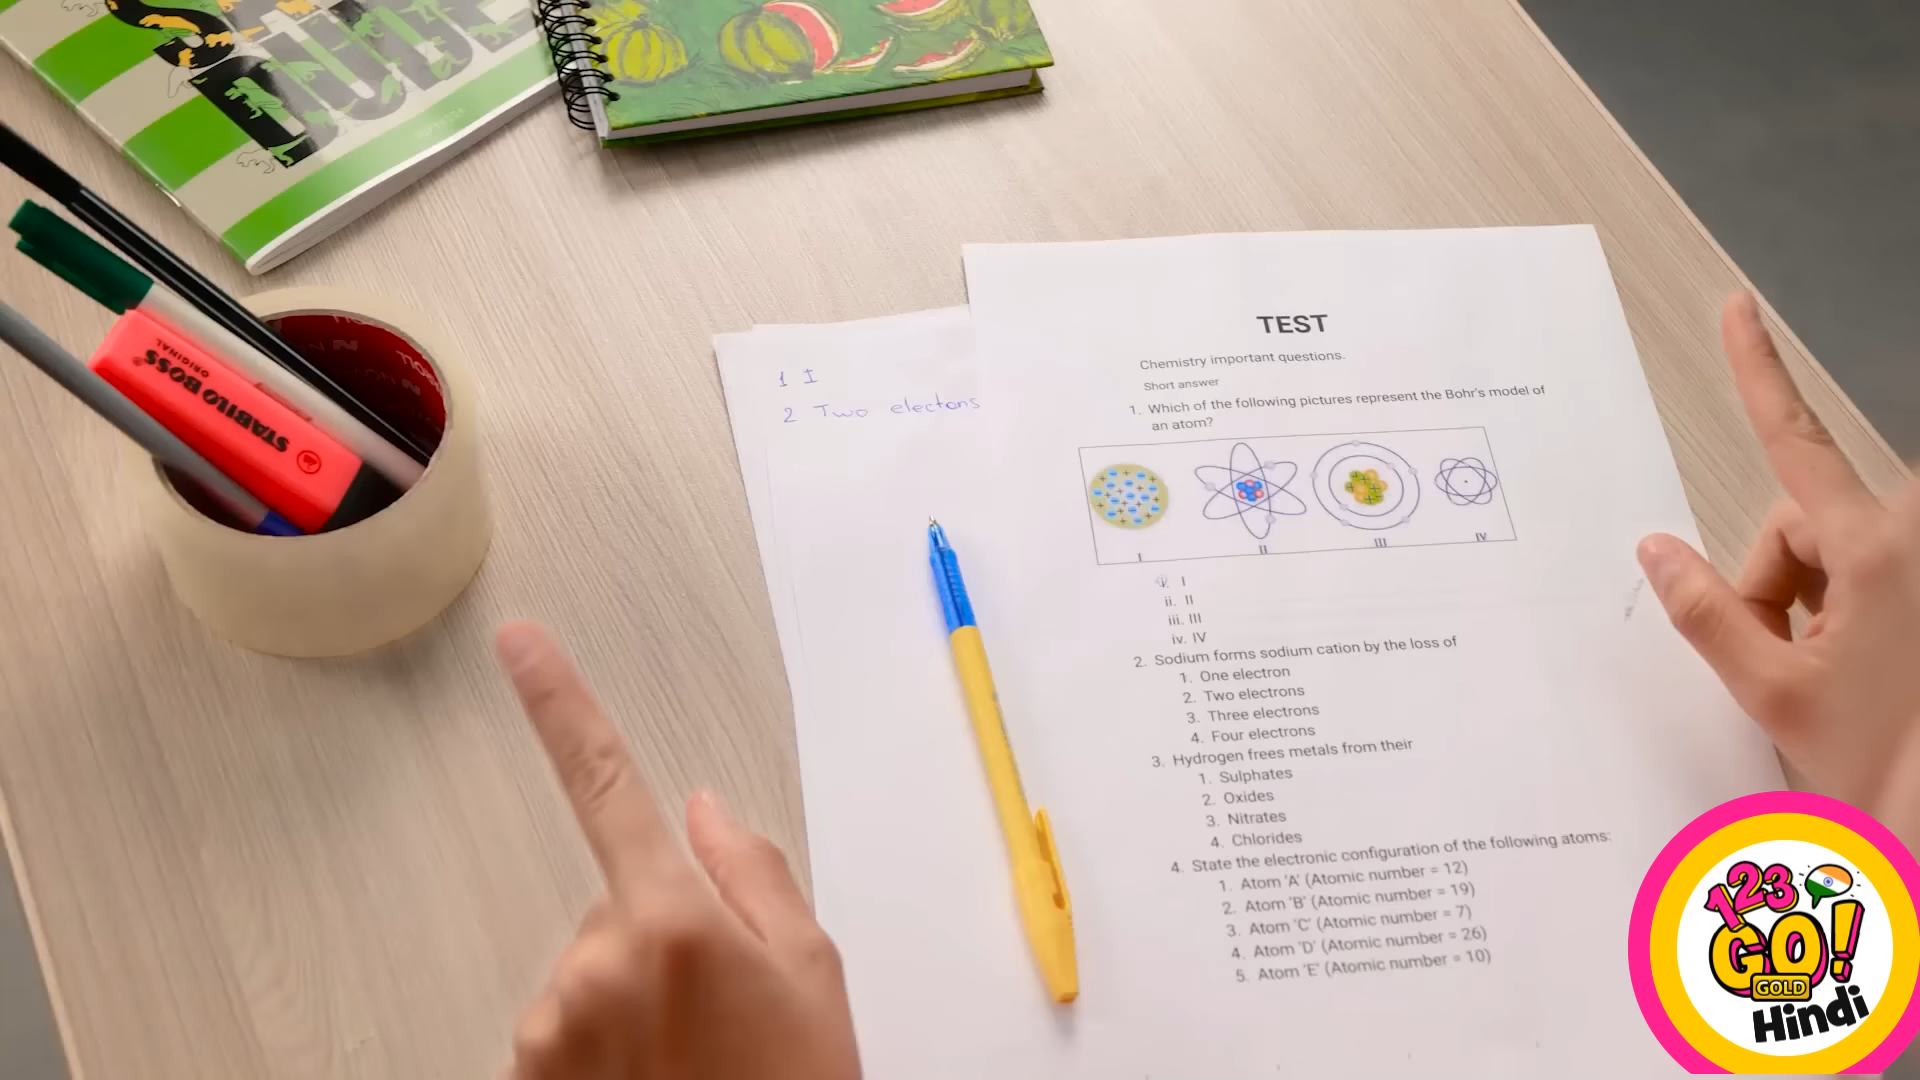 STABILO BOSS
ORIGINAL
1 I
2 Two electons
TEST
Chemistry important questions.
Short answer
1. Which of the following pictures represent the Bohr's model of
an atom?
I II III IV
i. I
ii. II
iii. III
iv. IV
2. Sodium forms sodium cation by the loss of
1. One electron
2. Two electrons
3. Three electrons
4. Four electrons
3. Hydrogen frees metals from their
1. Sulphates
2. Oxides
3. Nitrates
4. Chlorides
4. State the electronic configuration of the following atoms:
1. Atom 'A' (Atomic number = 12)
2. Atom 'B' (Atomic number = 19)
3. Atom 'C' (Atomic number = 7)
4. Atom 'D' (Atomic number = 26)
5. Atom 'E' (Atomic number = 10)
123
GO!
GOLD
Hindi